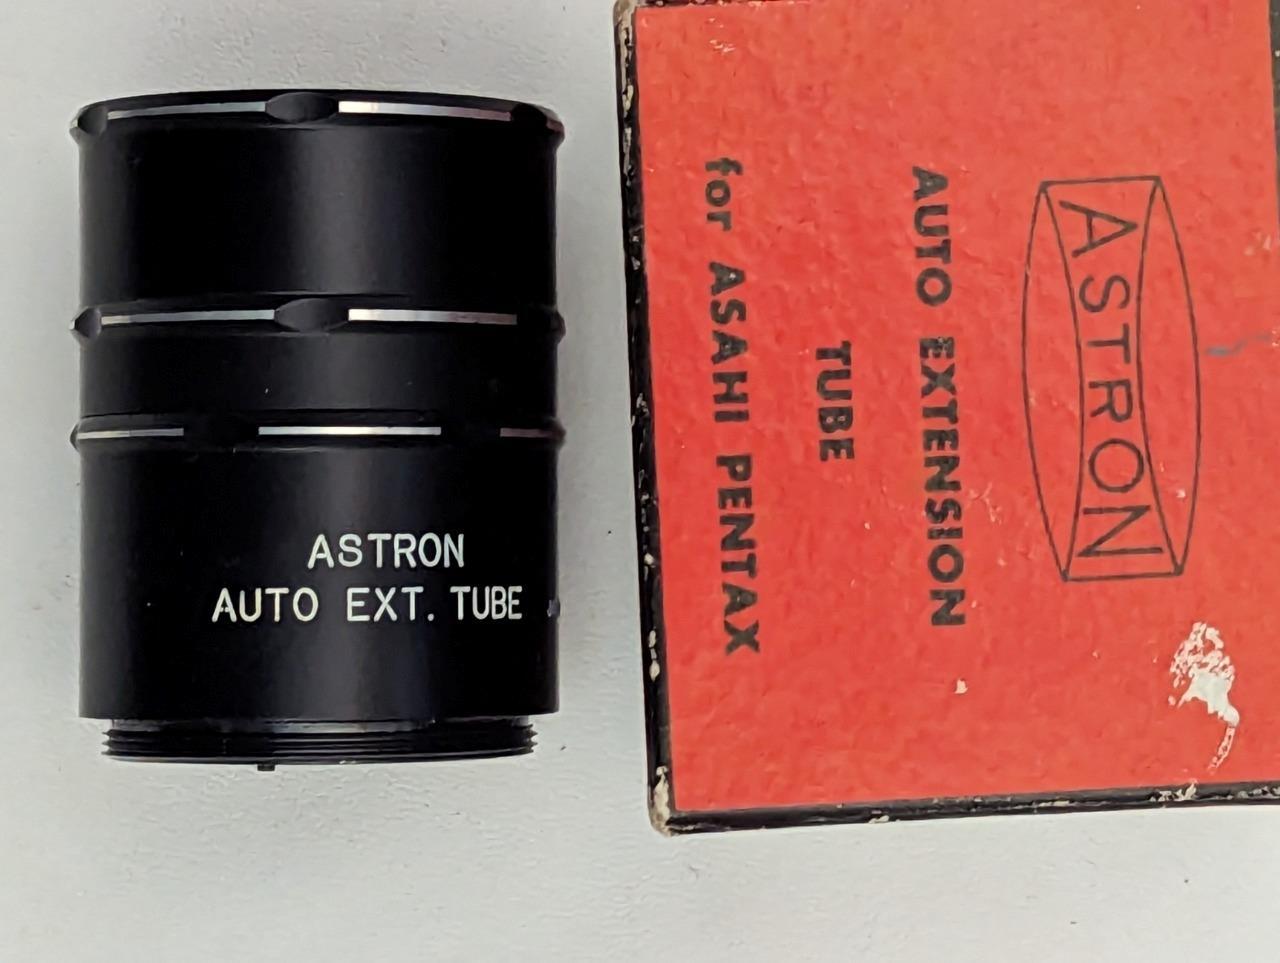 ASTRON
AUTO EXT. TUBE
ASTRON
AUTO EXTENSION
TUBE
for ASAHI PENTAX